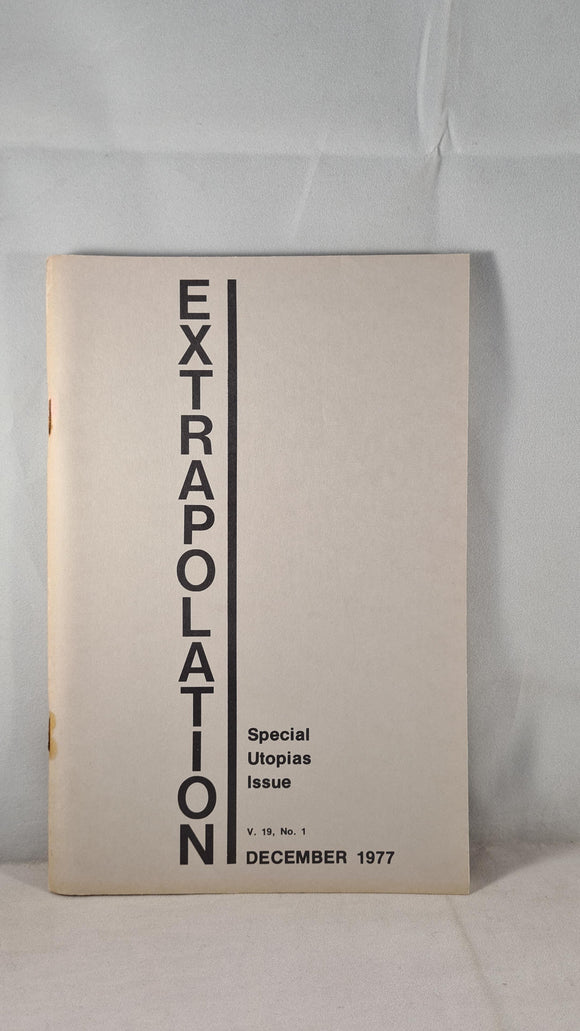 EXTRAPOLATION
Special
Utopias
Issue
V. 19, No. 1
DECEMBER 1977